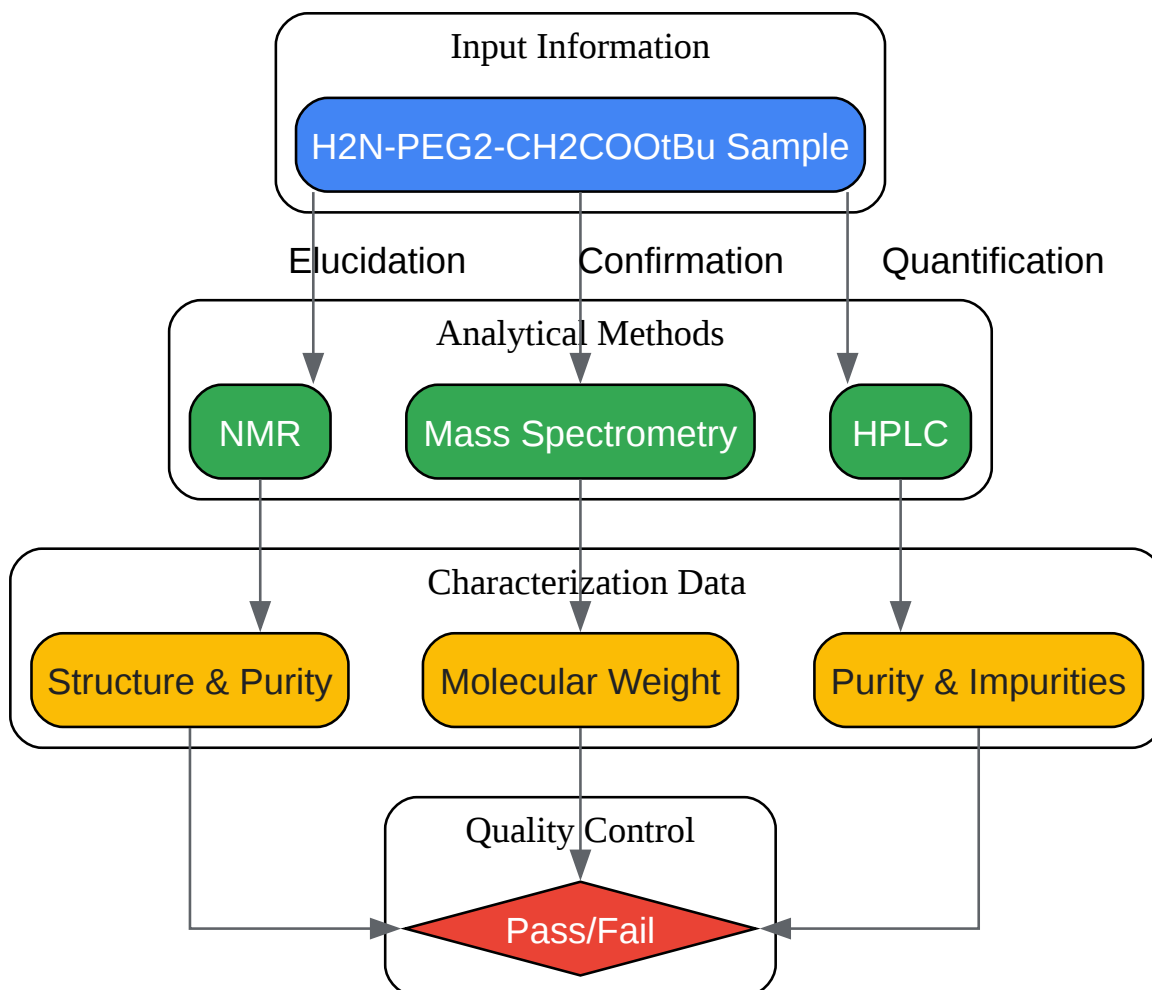 Input Information
H2N-PEG2-CH2COOtBu Sample
Elucidation
Confirmation
Quantification
Analytical Methods
NMR
Mass Spectrometry
HPLC
Characterization Data
Structure & Purity
Molecular Weight
Purity & Impurities
Quality Control
Pass/Fail